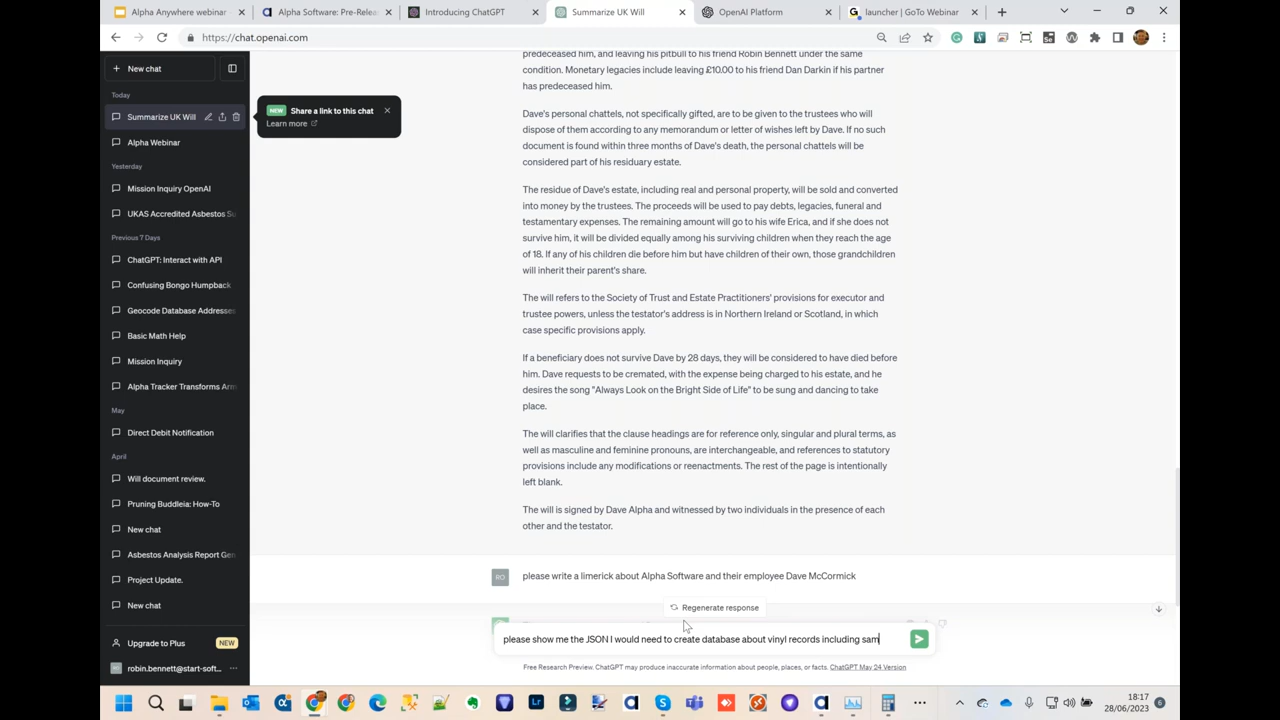 Alpha Anywhere webinar -
Alpha Software: Pre-Relea
Introducing ChatGPT
Summarize UK Will
OpenAI Platform
launcher | GoTo Webinar
https://chat.openai.com
New chat
Today
Summarize UK Will
Alpha Webinar
Yesterday
Mission Inquiry OpenAI
UKAS Accredited Asbestos Su
Previous 7 Days
ChatGPT: Interact with API
Confusing Bongo Humpback
Geocode Database Addresses
Basic Math Help
Mission Inquiry
Alpha Tracker Transforms Arm
May
Direct Debit Notification
April
Will document review.
Pruning Buddleia: How-To
New chat
Asbestos Analysis Report Gen
Project Update.
New chat
Upgrade to Plus
NEW
robin.bennett@start-soft...
NEW Share a link to this chat
Learn more
predeceased him, and leaving his pitbull to his friend Robin Bennett under the same
condition. Monetary legacies include leaving £10.00 to his friend Dan Darkin if his partner
has predeceased him.
Dave's personal chattels, not specifically gifted, are to be given to the trustees who will
dispose of them according to any memorandum or letter of wishes left by Dave. If no such
document is found within three months of Dave's death, the personal chattels will be
considered part of his residuary estate.
The residue of Dave's estate, including real and personal property, will be sold and converted
into money by the trustees. The proceeds will be used to pay debts, legacies, funeral and
testamentary expenses. The remaining amount will go to his wife Erica, and if she does not
survive him, it will be divided equally among his surviving children when they reach the age
of 18. If any of his children die before him but have children of their own, those grandchildren
will inherit their parent's share.
The will refers to the Society of Trust and Estate Practitioners' provisions for executor and
trustee powers, unless the testator's address is in Northern Ireland or Scotland, in which
case specific provisions apply.
If a beneficiary does not survive Dave by 28 days, they will be considered to have died before
him. Dave requests to be cremated, with the expense being charged to his estate, and he
desires the song "Always Look on the Bright Side of Life" to be sung and dancing to take
place.
The will clarifies that the clause headings are for reference only, singular and plural terms, as
well as masculine and feminine pronouns, are interchangeable, and references to statutory
provisions include any modifications or reenactments. The rest of the page is intentionally
left blank.
The will is signed by Dave Alpha and witnessed by two individuals in the presence of each
other and the testator.
RO
please write a limerick about Alpha Software and their employee Dave McCormick
Regenerate response
please show me the JSON I would need to create database about vinyl records including sam
Free Research Preview. ChatGPT may produce inaccurate information about people, places, or facts. ChatGPT May 24 Version
18:17
28/06/2023
6